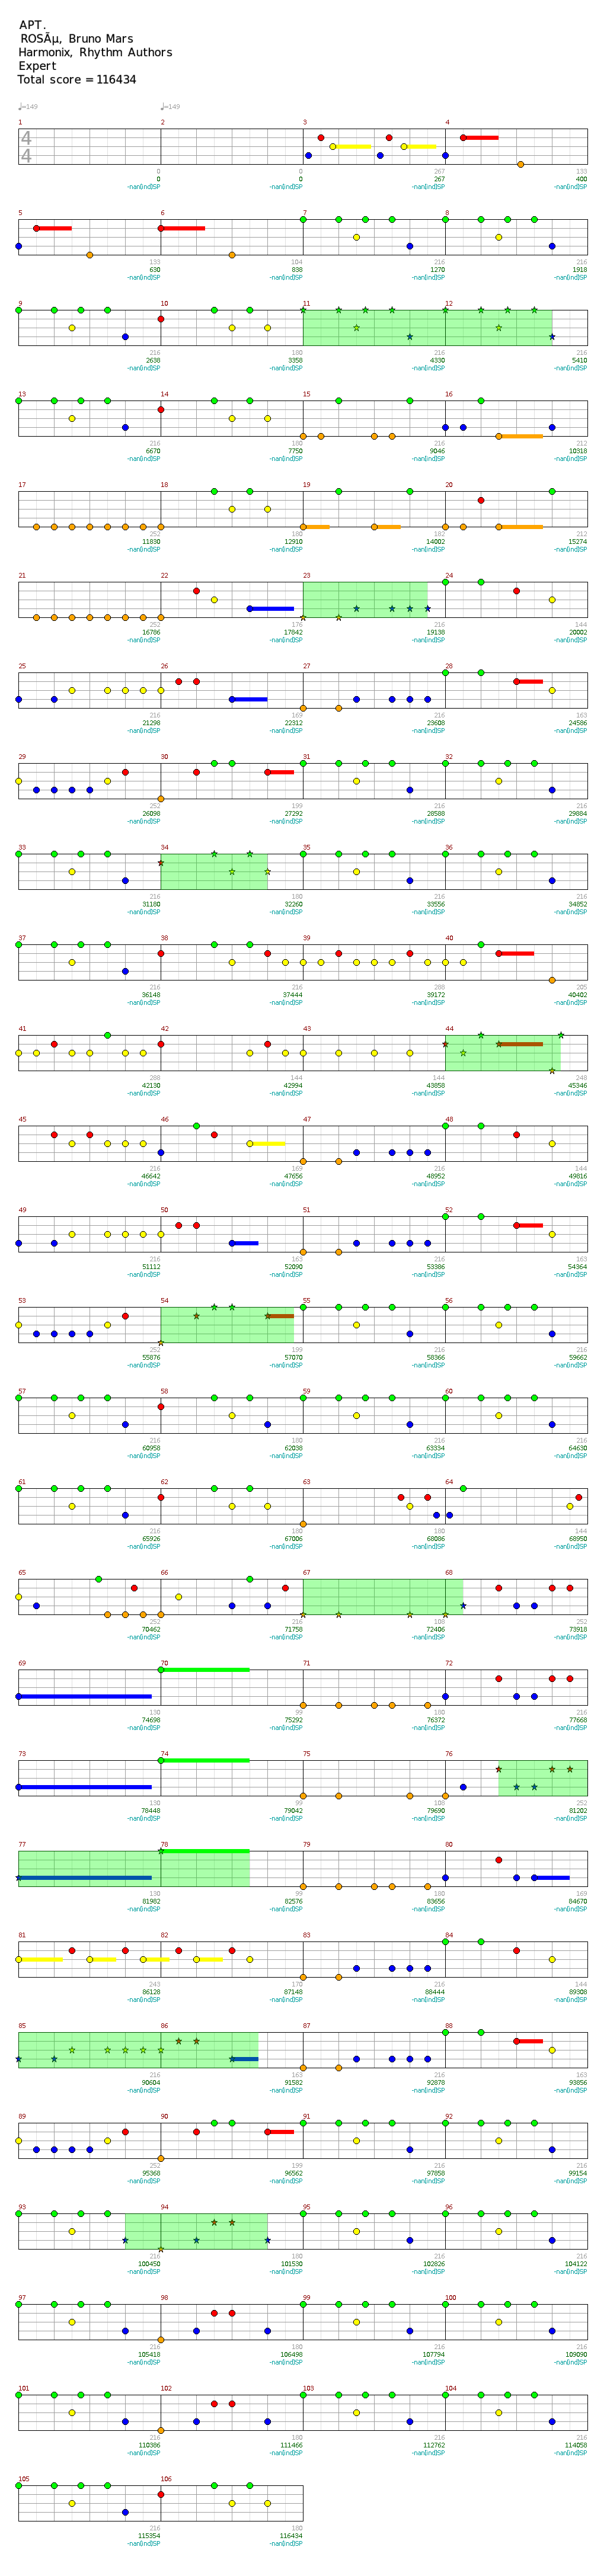 APT.
ROSÃµ, Bruno Mars
Harmonix, Rhythm Authors
Expert
Total score = 116434
♩=149 ♩=149
1 2 3 4
4
4
0 0 267 133
0 0 267 400
-nan(ind)SP -nan(ind)SP -nan(ind)SP -nan(ind)SP
5 6 7 8
133 104 216 216
630 838 1270 1918
-nan(ind)SP -nan(ind)SP -nan(ind)SP -nan(ind)SP
9 10 11 12
216 180 216 216
2638 3358 4330 5410
-nan(ind)SP -nan(ind)SP -nan(ind)SP -nan(ind)SP
13 14 15 16
216 180 216 212
6670 7750 9046 10318
-nan(ind)SP -nan(ind)SP -nan(ind)SP -nan(ind)SP
17 18 19 20
252 180 182 212
11830 12910 14002 15274
-nan(ind)SP -nan(ind)SP -nan(ind)SP -nan(ind)SP
21 22 23 24
252 176 216 144
16786 17842 19138 20002
-nan(ind)SP -nan(ind)SP -nan(ind)SP -nan(ind)SP
25 26 27 28
216 169 216 163
21298 22312 23608 24586
-nan(ind)SP -nan(ind)SP -nan(ind)SP -nan(ind)SP
29 30 31 32
252 199 216 216
26098 27292 28588 29884
-nan(ind)SP -nan(ind)SP -nan(ind)SP -nan(ind)SP
33 34 35 36
216 180 216 216
31180 32260 33556 34852
-nan(ind)SP -nan(ind)SP -nan(ind)SP -nan(ind)SP
37 38 39 40
216 216 288 205
36148 37444 39172 40402
-nan(ind)SP -nan(ind)SP -nan(ind)SP -nan(ind)SP
41 42 43 44
288 144 144 248
42130 42994 43858 45346
-nan(ind)SP -nan(ind)SP -nan(ind)SP -nan(ind)SP
45 46 47 48
216 169 216 144
46642 47656 48952 49816
-nan(ind)SP -nan(ind)SP -nan(ind)SP -nan(ind)SP
49 50 51 52
216 163 216 163
51112 52090 53386 54364
-nan(ind)SP -nan(ind)SP -nan(ind)SP -nan(ind)SP
53 54 55 56
252 199 216 216
55876 57070 58366 59662
-nan(ind)SP -nan(ind)SP -nan(ind)SP -nan(ind)SP
57 58 59 60
216 180 216 216
60958 62038 63334 64630
-nan(ind)SP -nan(ind)SP -nan(ind)SP -nan(ind)SP
61 62 63 64
216 180 180 144
65926 67006 68086 68950
-nan(ind)SP -nan(ind)SP -nan(ind)SP -nan(ind)SP
65 66 67 68
252 216 108 252
70462 71758 72406 73918
-nan(ind)SP -nan(ind)SP -nan(ind)SP -nan(ind)SP
69 70 71 72
130 99 180 216
74698 75292 76372 77668
-nan(ind)SP -nan(ind)SP -nan(ind)SP -nan(ind)SP
73 74 75 76
130 99 108 252
78448 79042 79690 81202
-nan(ind)SP -nan(ind)SP -nan(ind)SP -nan(ind)SP
77 78 79 80
130 99 180 169
81982 82576 83656 84670
-nan(ind)SP -nan(ind)SP -nan(ind)SP -nan(ind)SP
81 82 83 84
243 170 216 144
86128 87148 88444 89308
-nan(ind)SP -nan(ind)SP -nan(ind)SP -nan(ind)SP
85 86 87 88
216 163 216 163
90604 91582 92878 93856
-nan(ind)SP -nan(ind)SP -nan(ind)SP -nan(ind)SP
89 90 91 92
252 199 216 216
95368 96562 97858 99154
-nan(ind)SP -nan(ind)SP -nan(ind)SP -nan(ind)SP
93 94 95 96
216 180 216 216
100450 101530 102826 104122
-nan(ind)SP -nan(ind)SP -nan(ind)SP -nan(ind)SP
97 98 99 100
216 180 216 216
105418 106498 107794 109090
-nan(ind)SP -nan(ind)SP -nan(ind)SP -nan(ind)SP
101 102 103 104
216 180 216 216
110386 111466 112762 114058
-nan(ind)SP -nan(ind)SP -nan(ind)SP -nan(ind)SP
105 106
216 180
115354 116434
-nan(ind)SP -nan(ind)SP